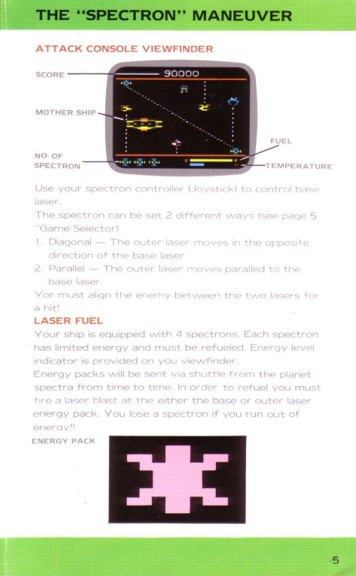 THE "SPECTRON" MANEUVER
ATTACK CONSOLE VIEWFINDER
SCORE
90000
MOTHER SHIP
FUEL
NO. OF
SPECTRON
TEMPERATURE
Use your spectron controller (Joystick) to control base
laser.
The spectron can be set 2 different ways (see page 5
"Game Selector)
1. Diagonal — The outer laser moves in the opposite
direction of the base laser
2. Parallel — The outer laser moves paralled to the
base laser.
Yor must align the enemy between the two lasers for
a hit!
LASER FUEL
Your ship is equipped with 4 spectrons. Each spectron
has limited energy and must be refueled. Energy level
indicator is provided on you viewfinder.
Energy packs will be sent via shuttle from the planet
spectra from time to time. In order to refuel you must
fire a laser blast at the either the base or outer laser
energy pack. You lose a spectron if you run out of
energy!!
ENERGY PACK
5